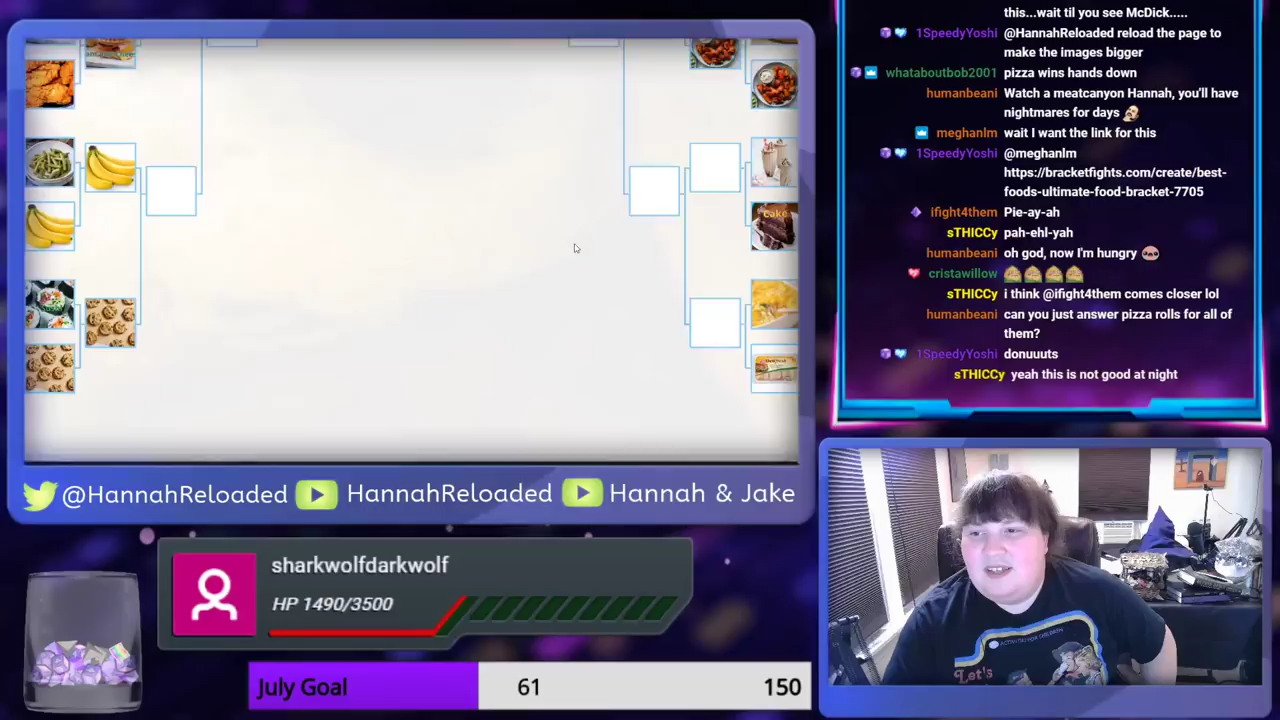 this...wait til you see McDick.....
1SpeedyYoshi @HannahReloaded reload the page to
make the images bigger
whataboutbob2001 pizza wins hands down
humanbeani Watch a meatcanyon Hannah, you'll have
nightmares for days
meghanlm wait I want the link for this
1SpeedyYoshi @meghanlm
https://bracketfights.com/create/best-
foods-ultimate-food-bracket-7705
ifight4them Pie-ay-ah
sTHICCy pah-ehl-yah
humanbeani oh god, now I'm hungry
cristawillow
sTHICCy i think @ifight4them comes closer lol
humanbeani can you just answer pizza rolls for all of
them?
1SpeedyYoshi donuuuts
sTHICCy yeah this is not good at night
Cake
@HannahReloaded HannahReloaded Hannah & Jake
sharkwolfdarkwolf
HP 1490/3500
July Goal 61 150
Let's